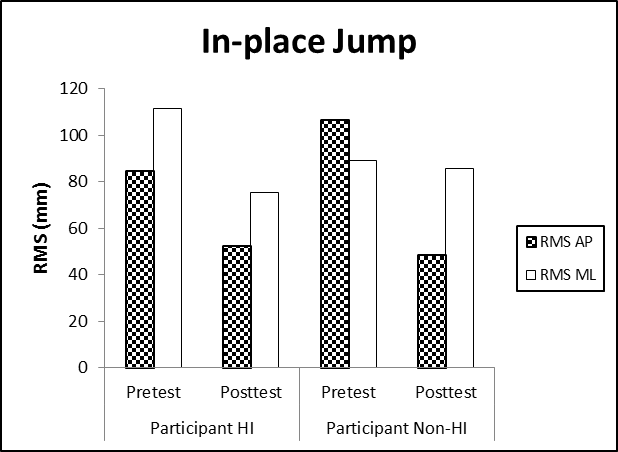 In-place Jump
120
100
80
60
40
20
0
RMS (mm)
Pretest Posttest Pretest Posttest
Participant HI Participant Non-HI
RMS AP
RMS ML